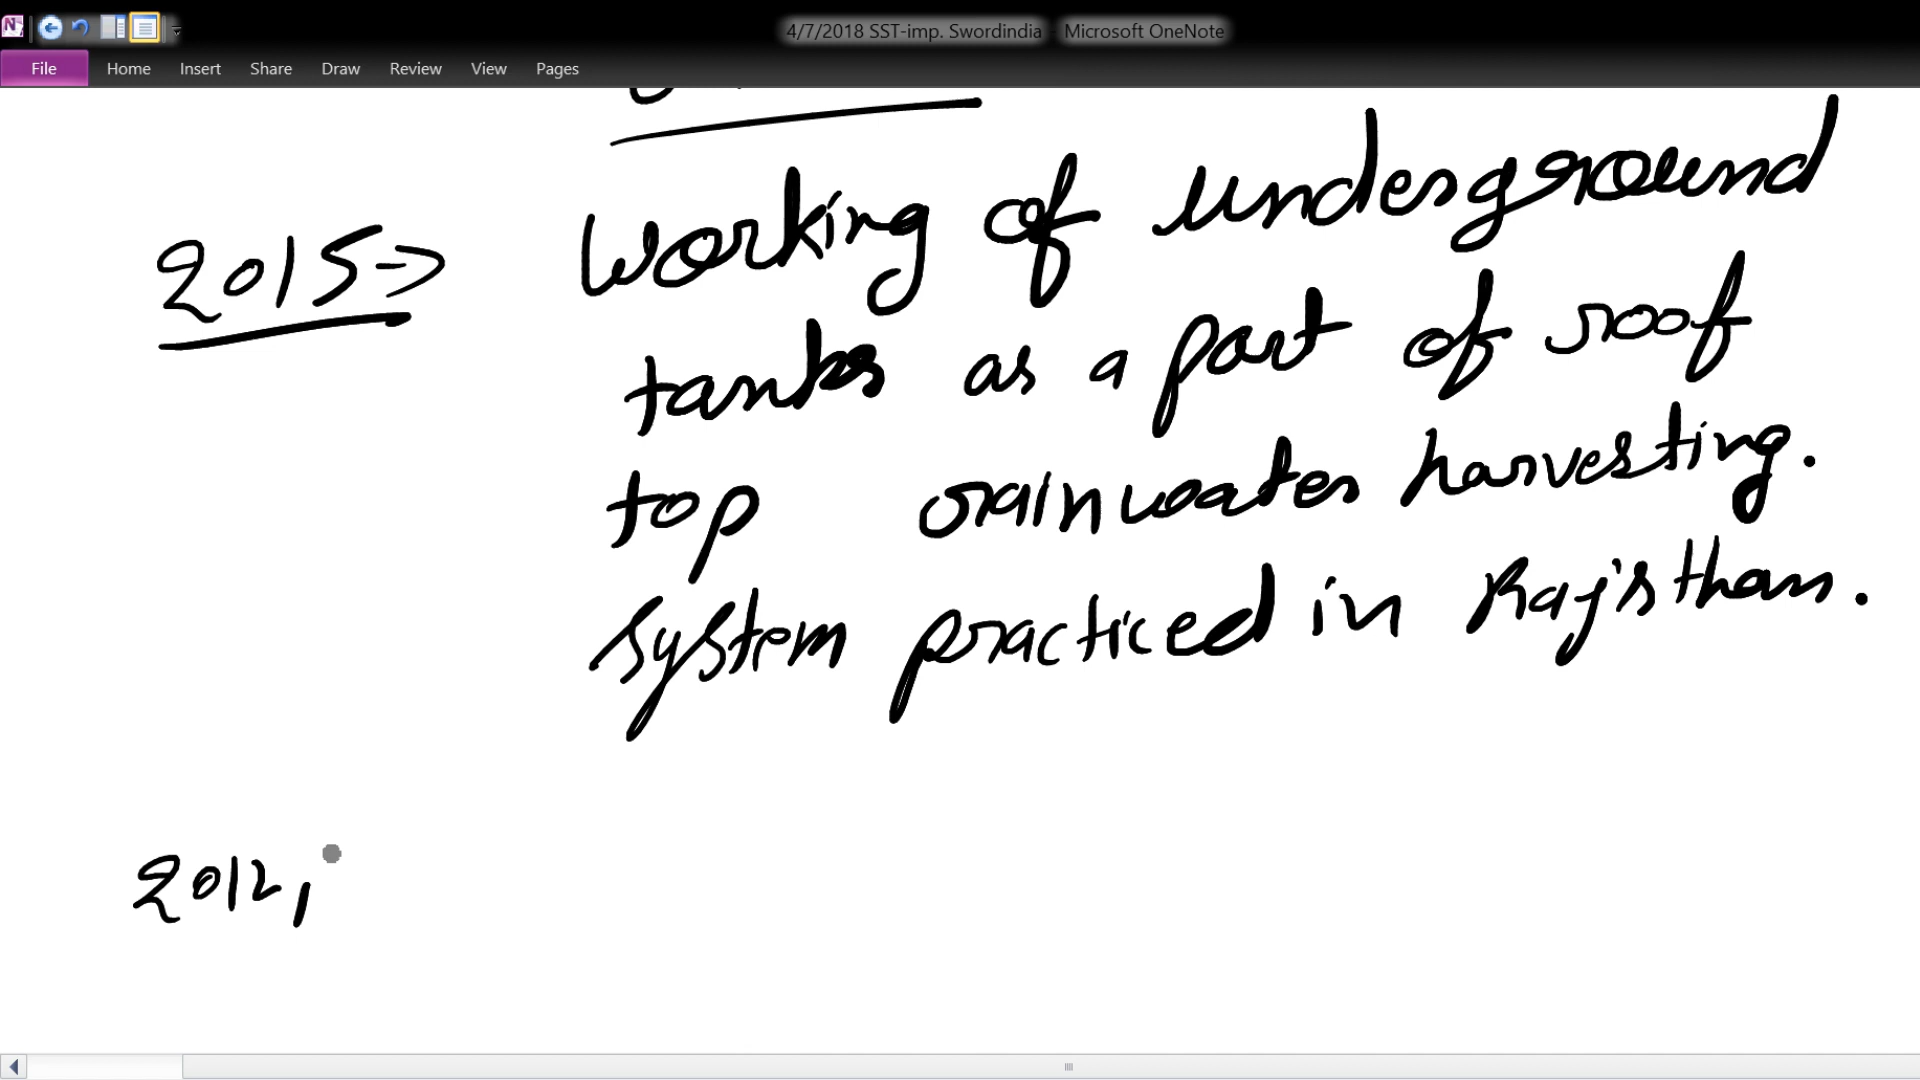 4/7/2018 SST-imp. Swordindia - Microsoft OneNote
File Home Insert Share Draw Review View Pages
2015=> Working of underground
tanks as a part of roof
top rainwater harvesting.
system practiced in Rajisthan.
2012,